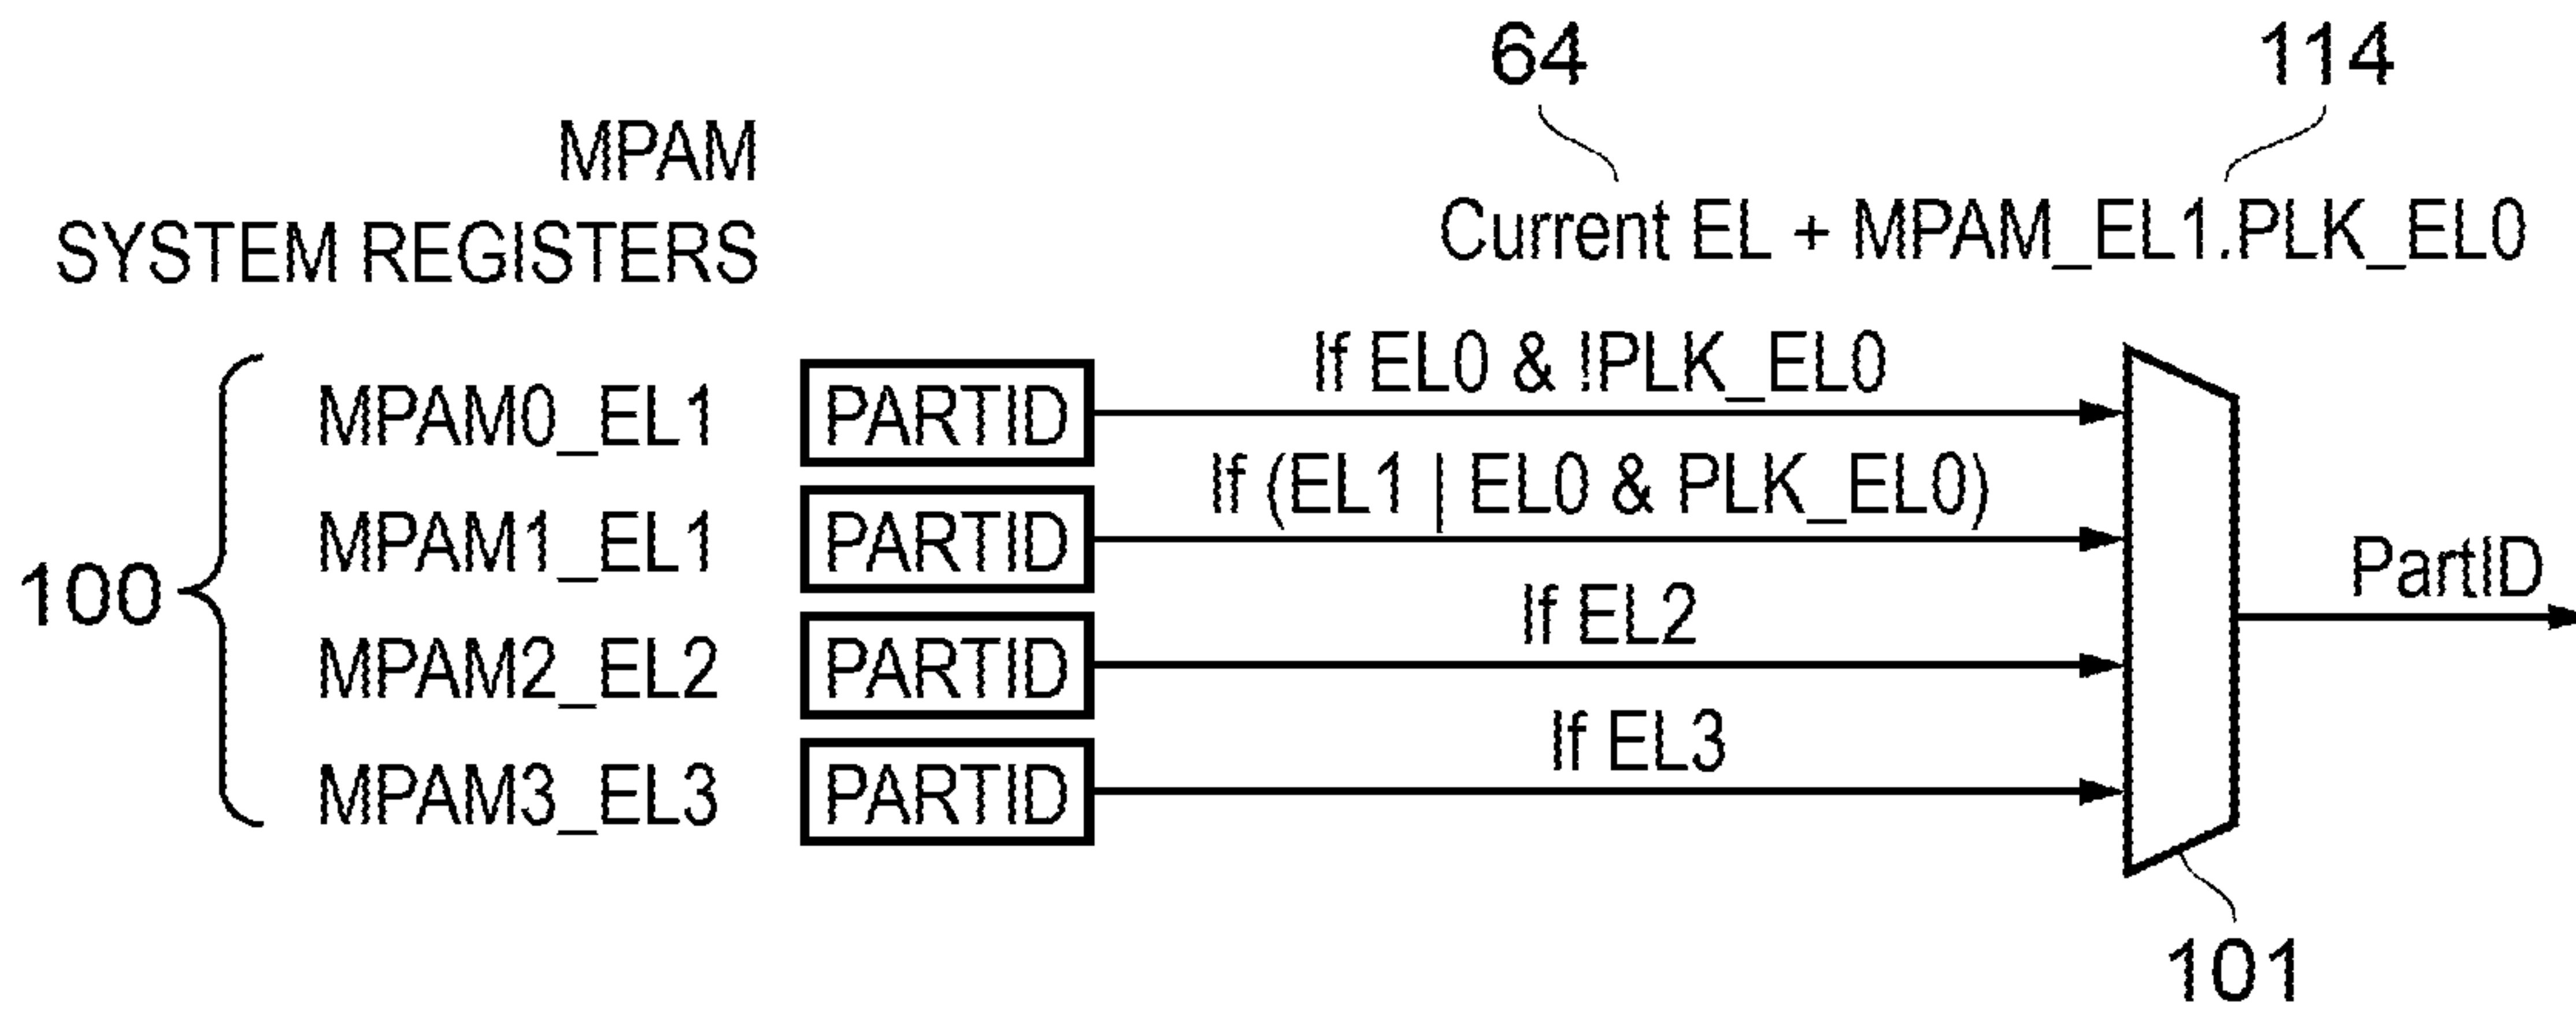 64
114
MPAM
SYSTEM REGISTERS
Current EL + MPAM_EL1.PLK_EL0
If EL0 & !PLK_EL0
MPAM0_EL1
PARTID
If (EL1 | EL0 & PLK_EL0)
MPAM1_EL1
PARTID
100
PartID
If EL2
MPAM2_EL2
PARTID
If EL3
MPAM3_EL3
PARTID
101